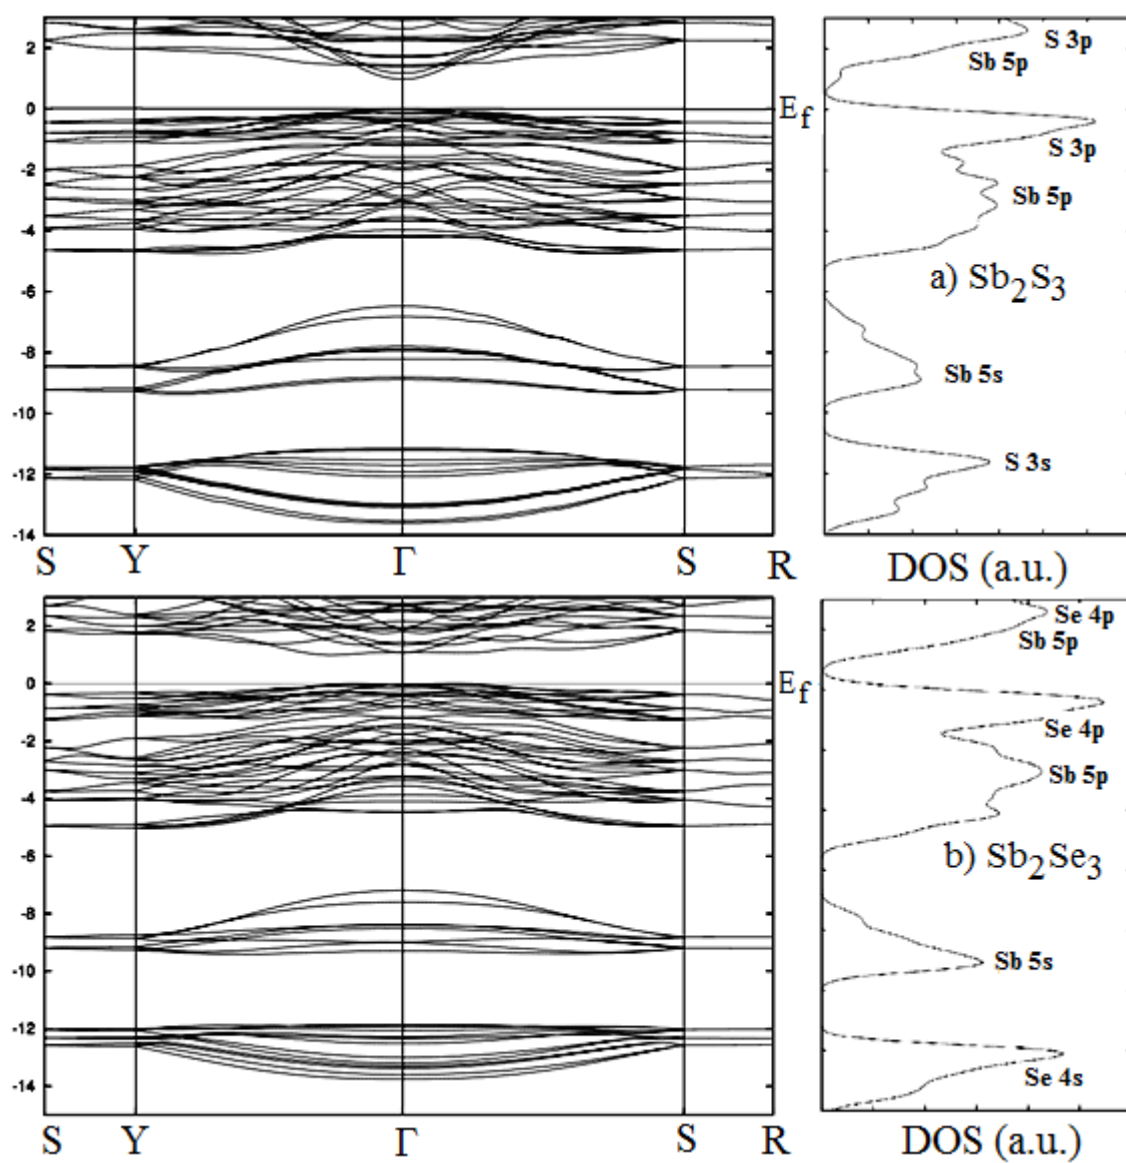 2
0
-2
-4
-6
-8
-10
-12
-14
S Y Γ S R
E_f
S 3p
Sb 5p
S 3p
Sb 5p
a) Sb2S3
Sb 5s
S 3s
DOS (a.u.)
2
0
-2
-4
-6
-8
-10
-12
-14
S Y Γ S R
E_f
Se 4p
Sb 5p
Se 4p
Sb 5p
b) Sb2Se3
Sb 5s
Se 4s
DOS (a.u.)